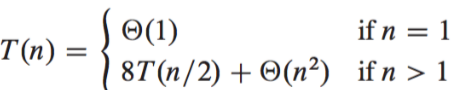 T(n) = { Θ(1) if n = 1
8T(n/2) + Θ(n²) if n > 1